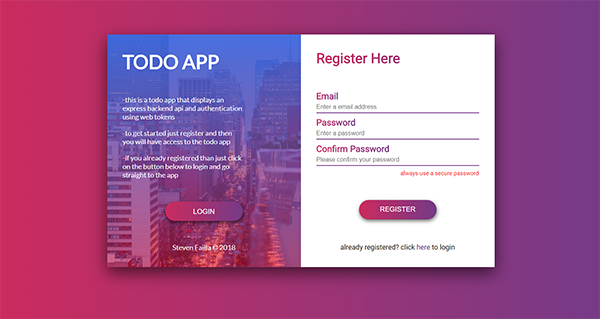 TODO APP
-this is a todo app that displays an
express backend api and authentication
using web tokens
-to get started just register and then
you will have access to the todo app
-if you already registered than just click
on the button below to login and go
straight to the app
LOGIN
Steven Failla © 2018
Register Here
Email
Enter a email address
Password
Enter a password
Confirm Password
Please confirm your password
always use a secure password
REGISTER
already registered? click here to login